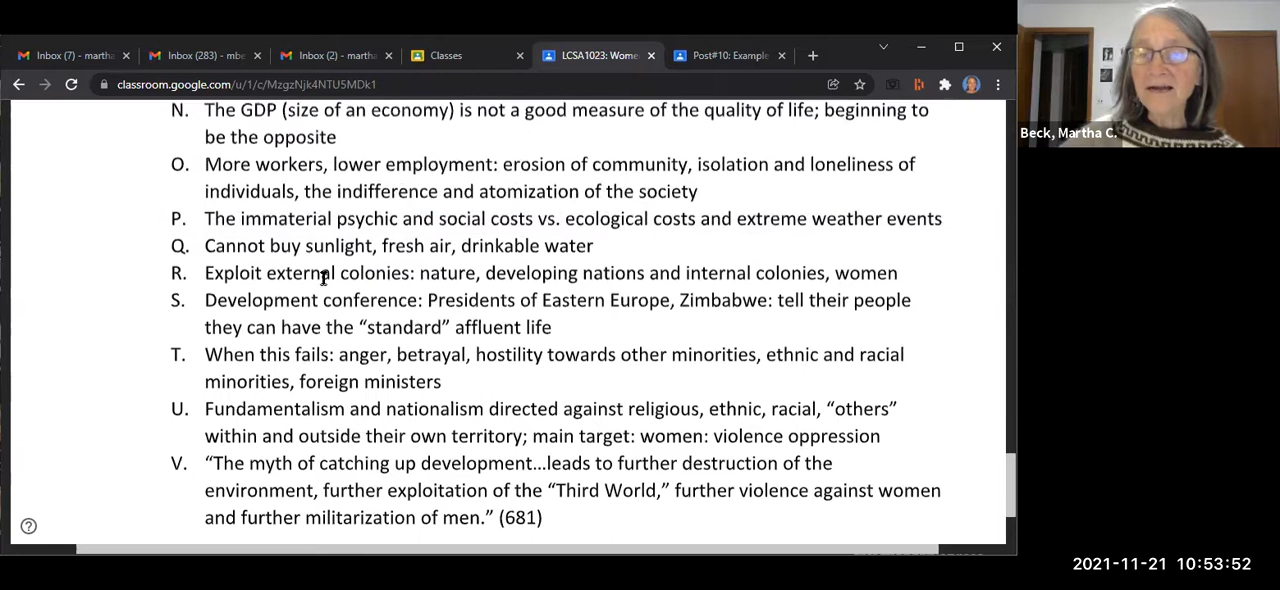 Inbox (7) - martha
Inbox (283) - mbe
Inbox (2) - martha
Classes
LCSA1023: Wome
Post#10: Example
classroom.google.com/u/1/c/MzgzNjk4NTU5MDk1
N. The GDP (size of an economy) is not a good measure of the quality of life; beginning to
be the opposite
O. More workers, lower employment: erosion of community, isolation and loneliness of
individuals, the indifference and atomization of the society
P. The immaterial psychic and social costs vs. ecological costs and extreme weather events
Q. Cannot buy sunlight, fresh air, drinkable water
R. Exploit external colonies: nature, developing nations and internal colonies, women
S. Development conference: Presidents of Eastern Europe, Zimbabwe: tell their people
they can have the “standard” affluent life
T. When this fails: anger, betrayal, hostility towards other minorities, ethnic and racial
minorities, foreign ministers
U. Fundamentalism and nationalism directed against religious, ethnic, racial, “others”
within and outside their own territory; main target: women: violence oppression
V. “The myth of catching up development…leads to further destruction of the
environment, further exploitation of the “Third World,” further violence against women
and further militarization of men.” (681)
Beck, Martha C.
2021-11-21 10:53:52